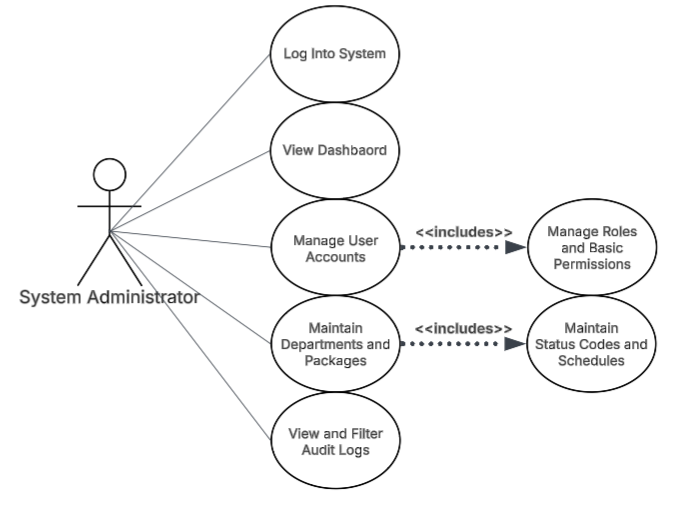 Log Into System
View Dashbaord
Manage User
Accounts
<<includes>>
Manage Roles
and Basic
Permissions
System Administrator
Maintain
Departments and
Packages
<<includes>>
Maintain
Status Codes and
Schedules
View and Filter
Audit Logs